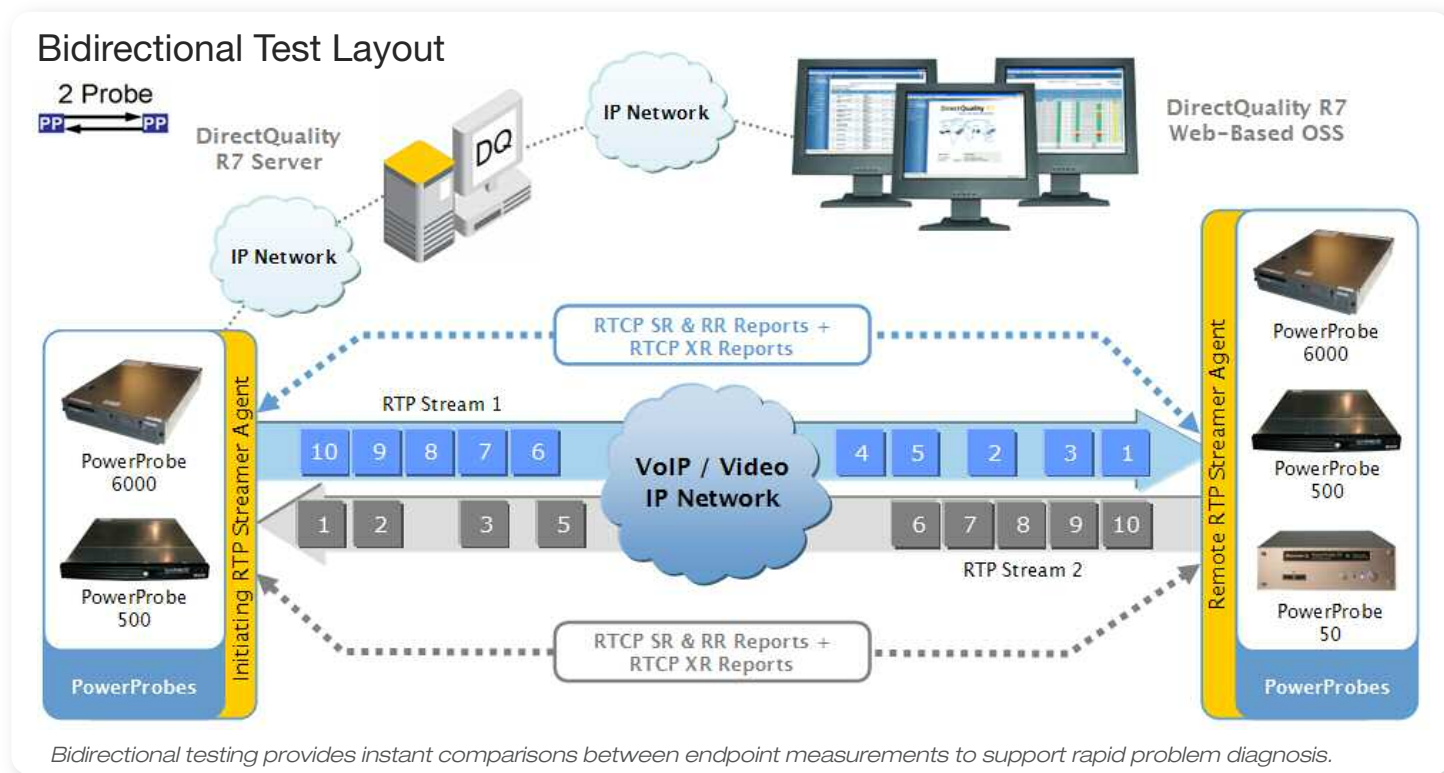 Bidirectional Test Layout
2 Probe
PP
PP
DirectQuality
R7 Server
DQ
IP Network
DirectQuality R7
Web-Based OSS
IP Network
RTCP SR & RR Reports +
RTCP XR Reports
PowerProbe
6000
PowerProbe
500
PowerProbes
Initiating RTP Streamer Agent
RTP Stream 1
10 9 8 7 6
4 5 2 3 1
VoIP / Video
IP Network
1 2 3 5
6 7 8 9 10
RTP Stream 2
RTCP SR & RR Reports +
RTCP XR Reports
Remote RTP Streamer Agent
PowerProbe
6000
PowerProbe
500
PowerProbe
50
PowerProbes
Bidirectional testing provides instant comparisons between endpoint measurements to support rapid problem diagnosis.